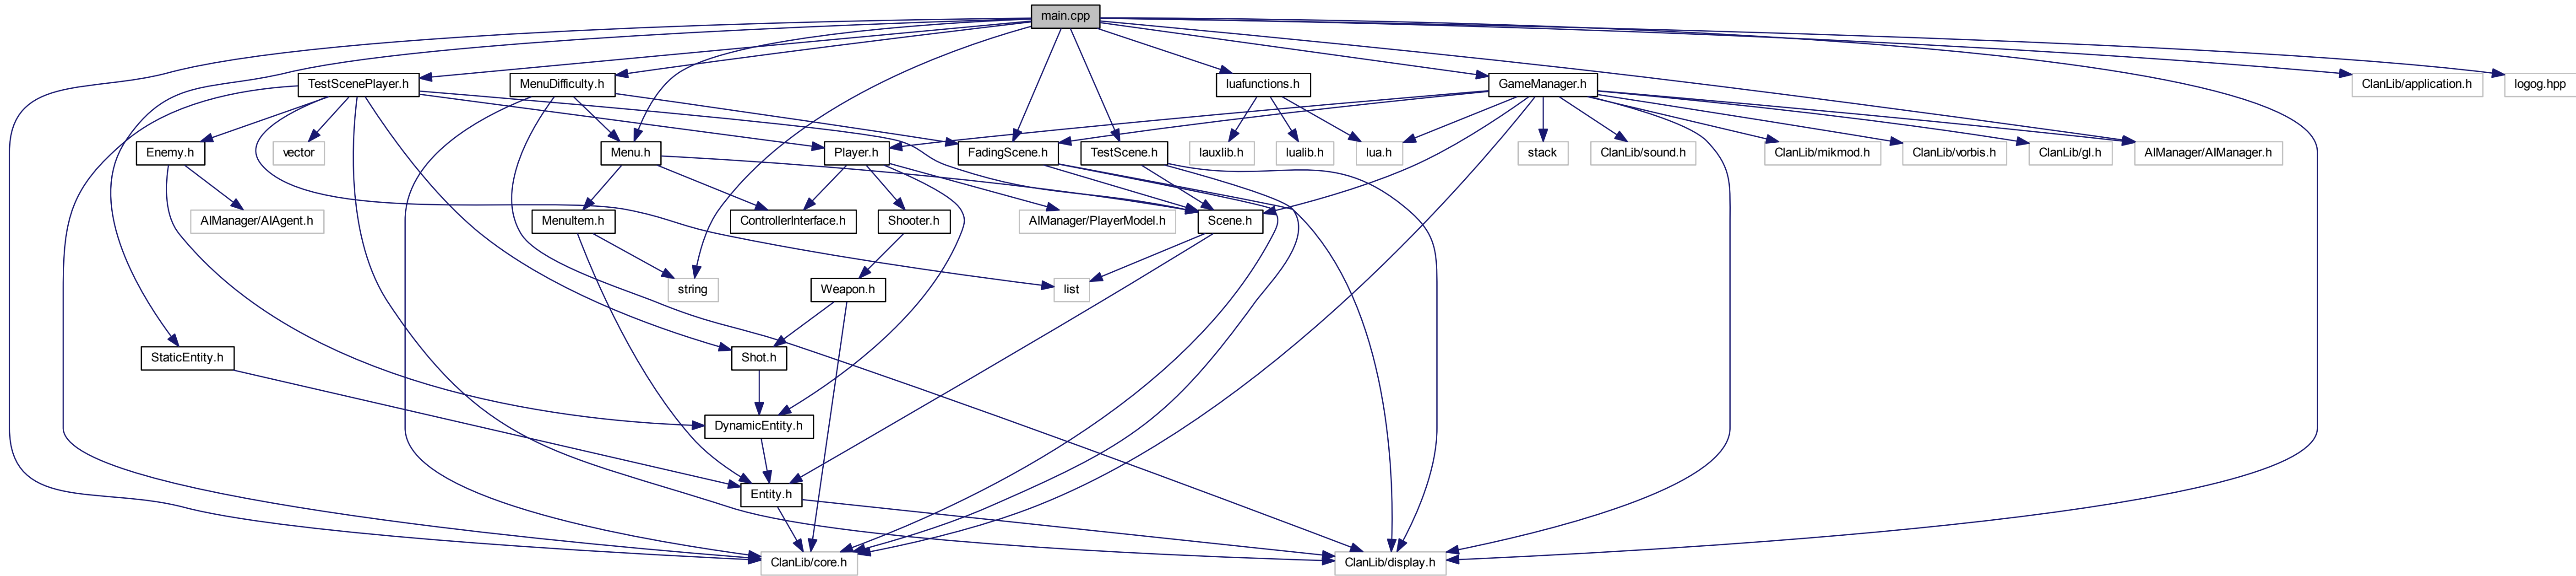 main.cpp
TestScenePlayer.h
MenuDifficulty.h
luafunctions.h
GameManager.h
ClanLib/application.h
logog.hpp
Enemy.h
vector
Menu.h
Player.h
FadingScene.h
TestScene.h
lauxlib.h
lualib.h
lua.h
stack
ClanLib/sound.h
ClanLib/mikmod.h
ClanLib/vorbis.h
ClanLib/gl.h
AIManager/AIManager.h
AIManager/AIAgent.h
MenuItem.h
ControllerInterface.h
Shooter.h
AIManager/PlayerModel.h
Scene.h
string
Weapon.h
list
StaticEntity.h
Shot.h
DynamicEntity.h
Entity.h
ClanLib/core.h
ClanLib/display.h